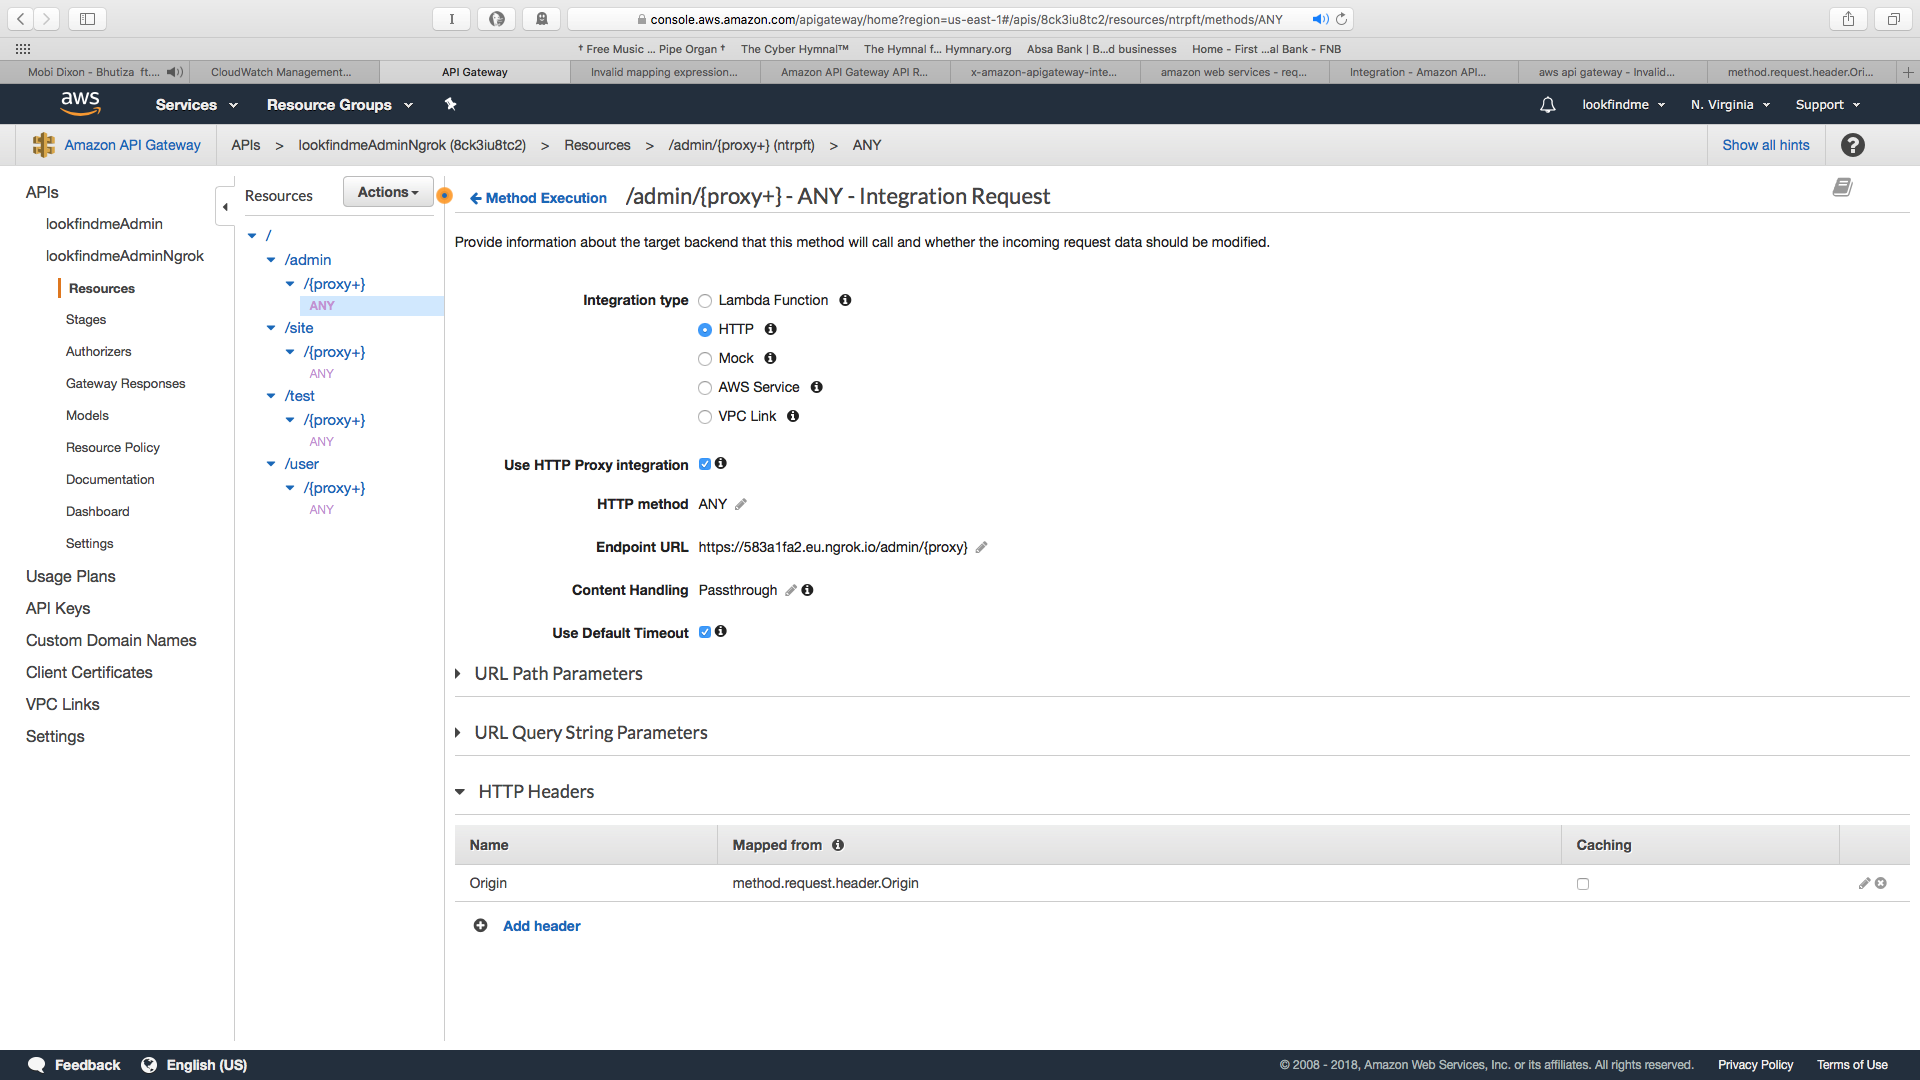 console.aws.amazon.com/apigateway/home?region=us-east-1#/apis/8ck3iu8tc2/resources/ntrpft/methods/ANY
† Free Music ... Pipe Organ † The Cyber Hymnal™ The Hymnal f... Hymnary.org Absa Bank | B...d businesses Home - First ...al Bank - FNB
Mobi Dixon - Bhutiza ft.... CloudWatch Management... API Gateway Invalid mapping expression... Amazon API Gateway API R... x-amazon-apigateway-inte... amazon web services - req... Integration - Amazon API... aws api gateway - Invalid... method.request.header.Ori...
aws Services Resource Groups lookfindme N. Virginia Support
Amazon API Gateway APIs > lookfindmeAdminNgrok (8ck3iu8tc2) > Resources > /admin/{proxy+} (ntrpft) > ANY Show all hints ?
APIs
lookfindmeAdmin
lookfindmeAdminNgrok
Resources
Stages
Authorizers
Gateway Responses
Models
Resource Policy
Documentation
Dashboard
Settings
Usage Plans
API Keys
Custom Domain Names
Client Certificates
VPC Links
Settings
Resources Actions
/
/admin
/{proxy+}
ANY
/site
/{proxy+}
ANY
/test
/{proxy+}
ANY
/user
/{proxy+}
ANY
Method Execution /admin/{proxy+} - ANY - Integration Request
Provide information about the target backend that this method will call and whether the incoming request data should be modified.
Integration type Lambda Function
HTTP
Mock
AWS Service
VPC Link
Use HTTP Proxy integration
HTTP method ANY
Endpoint URL https://583a1fa2.eu.ngrok.io/admin/{proxy}
Content Handling Passthrough
Use Default Timeout
URL Path Parameters
URL Query String Parameters
HTTP Headers
Name Mapped from Caching
Origin method.request.header.Origin
Add header
Feedback English (US) © 2008 - 2018, Amazon Web Services, Inc. or its affiliates. All rights reserved. Privacy Policy Terms of Use